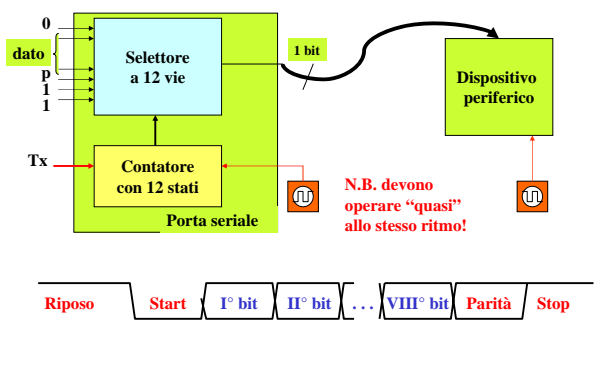 0
dato
p
1
1
Selettore
a 12 vie
1 bit
Dispositivo
periferico
Tx
Contatore
con 12 stati
Porta seriale
N.B. devono
operare “quasi”
allo stesso ritmo!
Riposo Start I° bit II° bit . . . VIII° bit Parità Stop